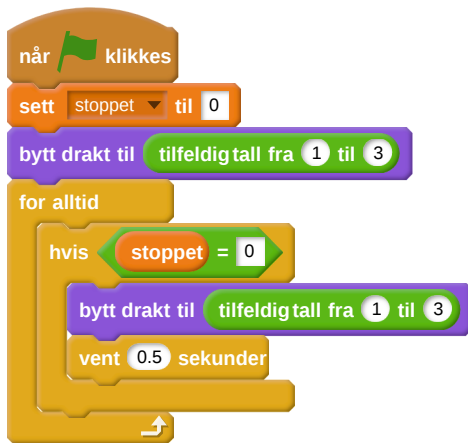 når klikkes
sett stoppet til 0
bytt drakt til tilfeldig tall fra 1 til 3
for alltid
hvis stoppet = 0
bytt drakt til tilfeldig tall fra 1 til 3
vent 0.5 sekunder